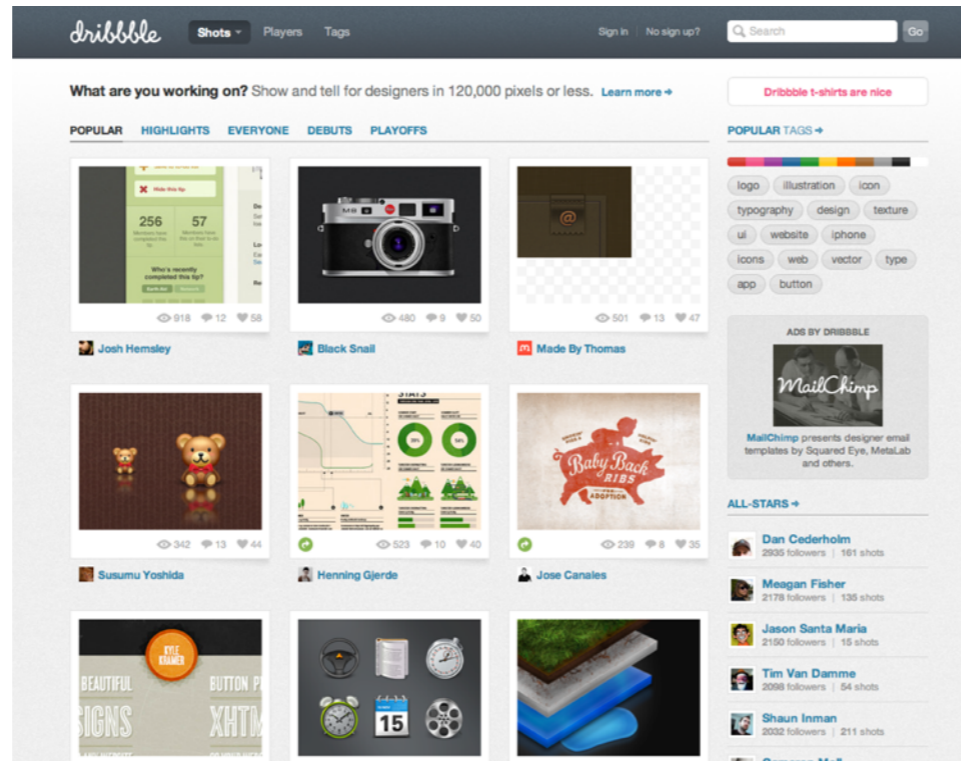 dribbble
Shots Players Tags
Sign in No sign up?
Search
Go
What are you working on? Show and tell for designers in 120,000 pixels or less. Learn more
Dribbble t-shirts are nice
POPULAR HIGHLIGHTS EVERYONE DEBUTS PLAYOFFS
POPULAR TAGS
logo illustration icon
typography design texture
ui website iphone
icons web vector type
app button
Hide this tip
256 57
Who's recently
completed this tip?
918 12 58
Josh Hemsley
M9
480 9 50
Black Snail
@
501 13 47
Made By Thomas
ADS BY DRIBBBLE
MailChimp
MailChimp presents designer email
templates by Squared Eye, MetaLab
and others.
342 13 44
Susumu Yoshida
STATS
523 10 40
Henning Gjerde
Baby Back
RIBS
FOR
ADOPTION
239 8 35
Jose Canales
ALL-STARS
Dan Cederholm
2935 followers | 161 shots
Meagan Fisher
2178 followers | 135 shots
Jason Santa Maria
2150 followers | 15 shots
Tim Van Damme
2098 followers | 54 shots
Shaun Inman
2032 followers | 211 shots
KYLE
KRAMER
BEAUTIFUL BUTTON
SIGNS XHTM
15